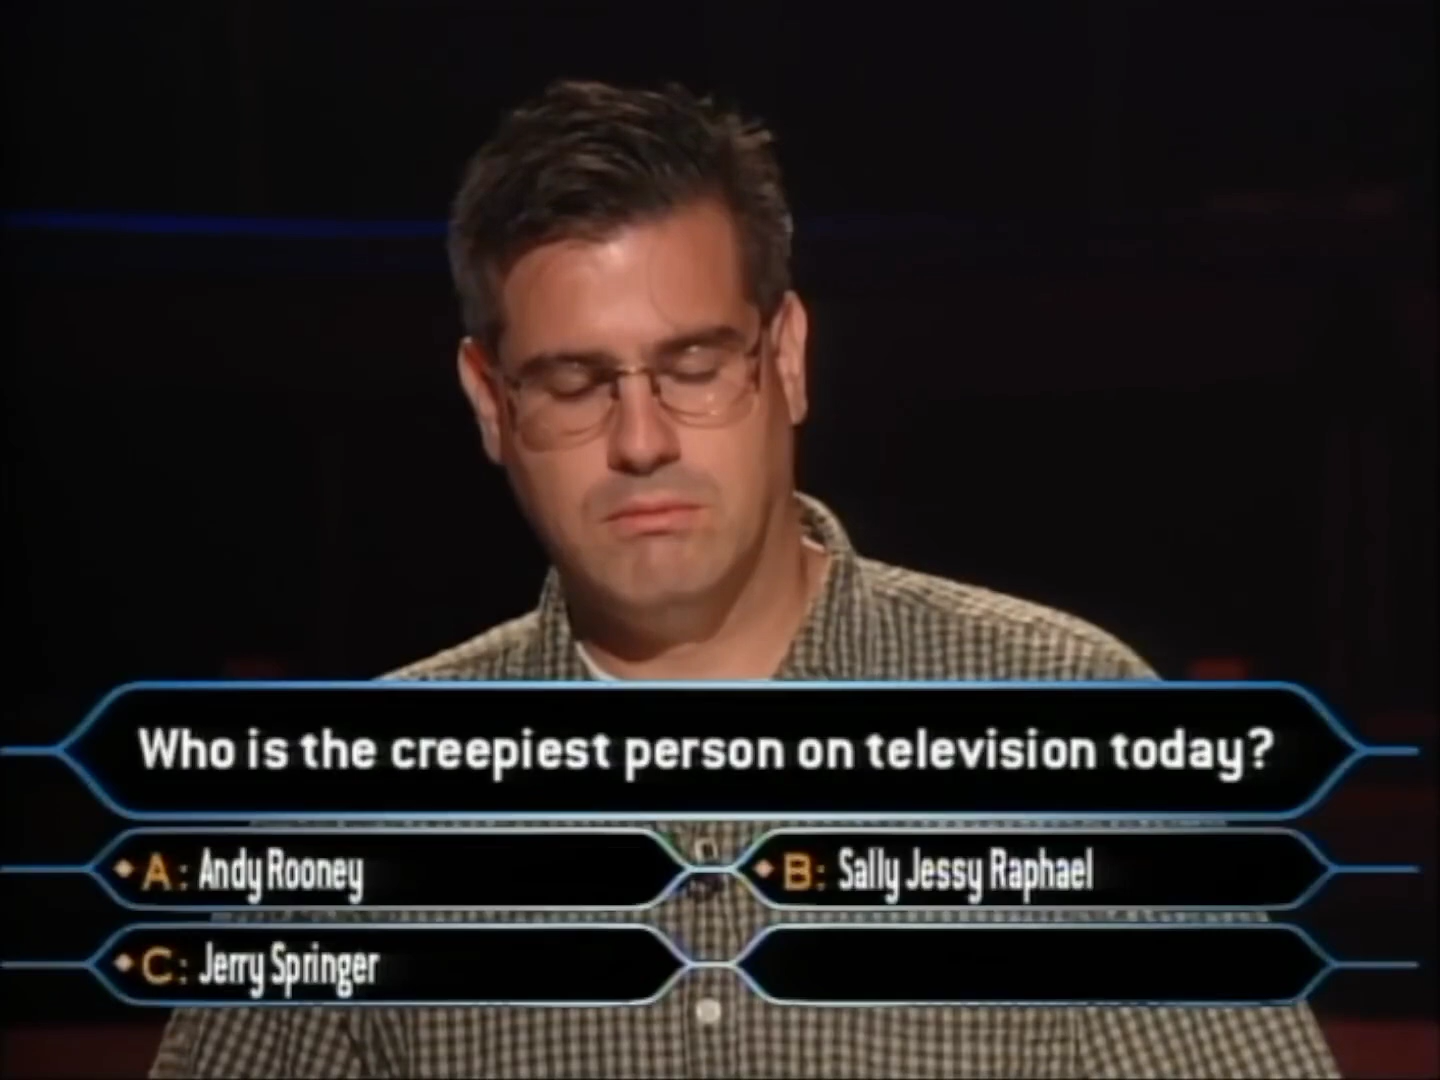 Who is the creepiest person on television today?
A: Andy Rooney
B: Sally Jessy Raphael
C: Jerry Springer